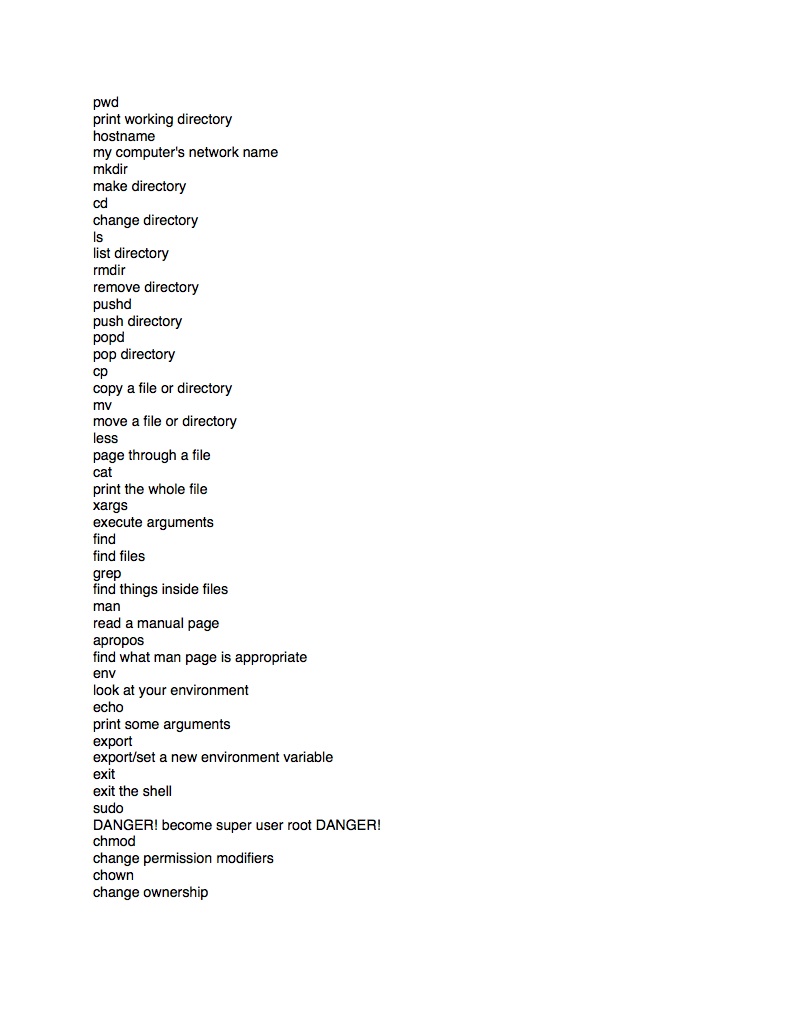 pwd
print working directory
hostname
my computer's network name
mkdir
make directory
cd
change directory
ls
list directory
rmdir
remove directory
pushd
push directory
popd
pop directory
cp
copy a file or directory
mv
move a file or directory
less
page through a file
cat
print the whole file
xargs
execute arguments
find
find files
grep
find things inside files
man
read a manual page
apropos
find what man page is appropriate
env
look at your environment
echo
print some arguments
export
export/set a new environment variable
exit
exit the shell
sudo
DANGER! become super user root DANGER!
chmod
change permission modifiers
chown
change ownership